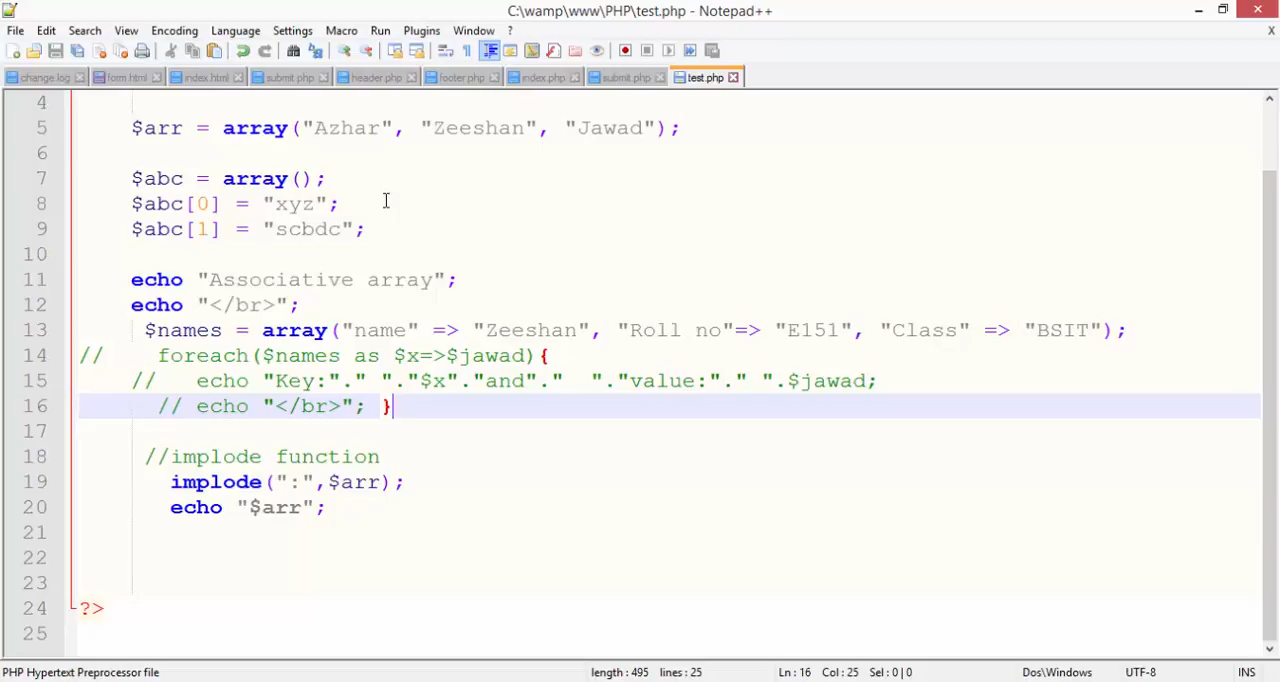 C:\wamp\www\PHP\test.php - Notepad++
File Edit Search View Encoding Language Settings Macro Run Plugins Window ? X
change.log form.html index.html submit.php header.php footer.php index.php submit.php test.php
4
5 $arr = array("Azhar", "Zeeshan", "Jawad");
6
7 $abc = array();
8 $abc[0] = "xyz";
9 $abc[1] = "scbdc";
10
11 echo "Associative array";
12 echo "</br>";
13 $names = array("name" => "Zeeshan", "Roll no"=> "E151", "Class" => "BSIT");
14 // foreach($names as $x=>$jawad){
15 // echo "Key:"." "."$x"."and"." "."value:"." ".$jawad;
16 // echo "</br>"; }
17
18 //implode function
19 implode(":",$arr);
20 echo "$arr";
21
22
23
24 ?>
25
PHP Hypertext Preprocessor file length : 495 lines : 25 Ln : 16 Col : 25 Sel : 0 | 0 Dos\Windows UTF-8 INS